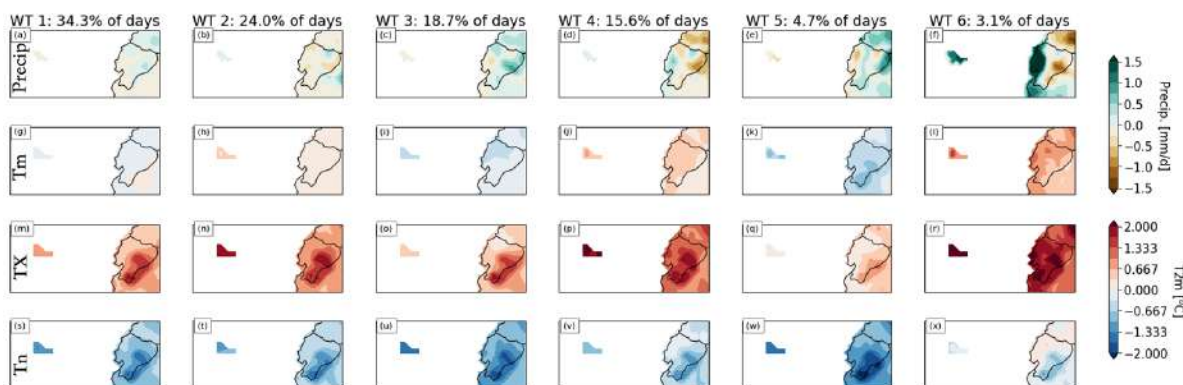 WT 1: 34.3% of days
WT 2: 24.0% of days
WT 3: 18.7% of days
WT 4: 15.6% of days
WT 5: 4.7% of days
WT 6: 3.1% of days
Precip
(a)
(b)
(c)
(d)
(e)
(f)
1.5
1.0
0.5
0.0
−0.5
−1.0
−1.5
Precip. [mm/d]
Tm
(g)
(h)
(i)
(j)
(k)
(l)
TX
(m)
(n)
(o)
(p)
(q)
(r)
2.000
1.333
0.667
0.000
−0.667
−1.333
−2.000
T2m [ºC]
Tn
(s)
(t)
(u)
(v)
(w)
(x)